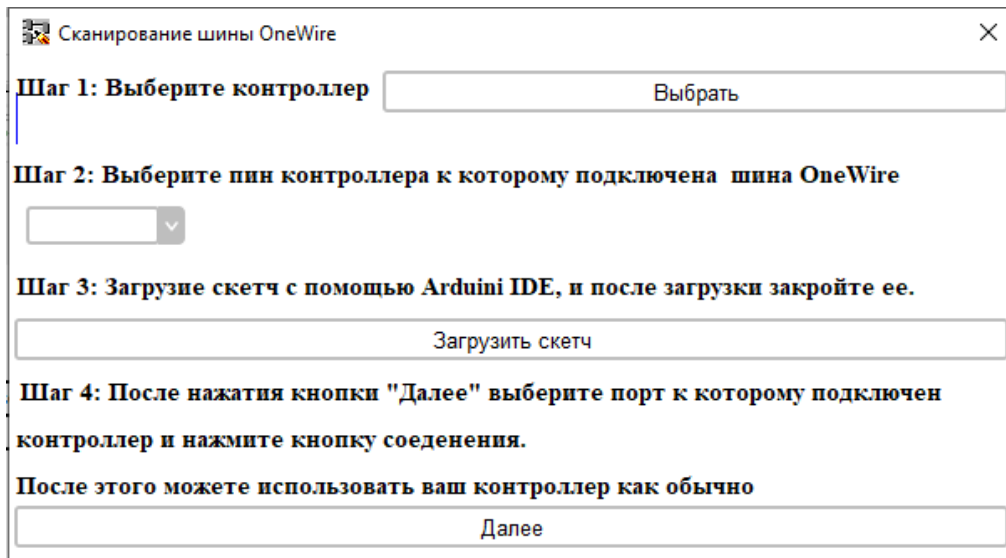 Сканирование шины OneWire
Шаг 1: Выберите контроллер Выбрать
Шаг 2: Выберите пин контроллера к которому подключена  шина OneWire
Шаг 3: Загрузие скетч с помощью Arduini IDE, и после загрузки закройте ее.
Загрузить скетч
Шаг 4: После нажатия кнопки "Далее" выберите порт к которому подключен
контроллер и нажмите кнопку соеденения.
После этого можете использовать ваш контроллер как обычно
Далее